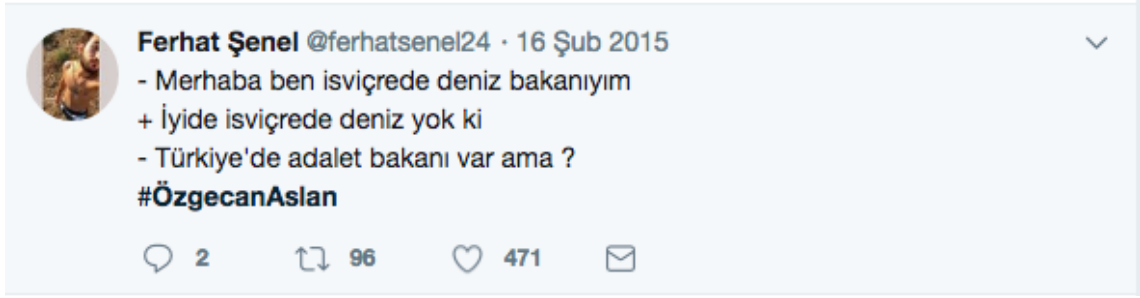 Ferhat Şenel @ferhatsenel24 · 16 Şub 2015
- Merhaba ben isviçrede deniz bakanıyım
+ İyide isviçrede deniz yok ki
- Türkiye'de adalet bakanı var ama ?
#ÖzgecanAslan
2 96 471